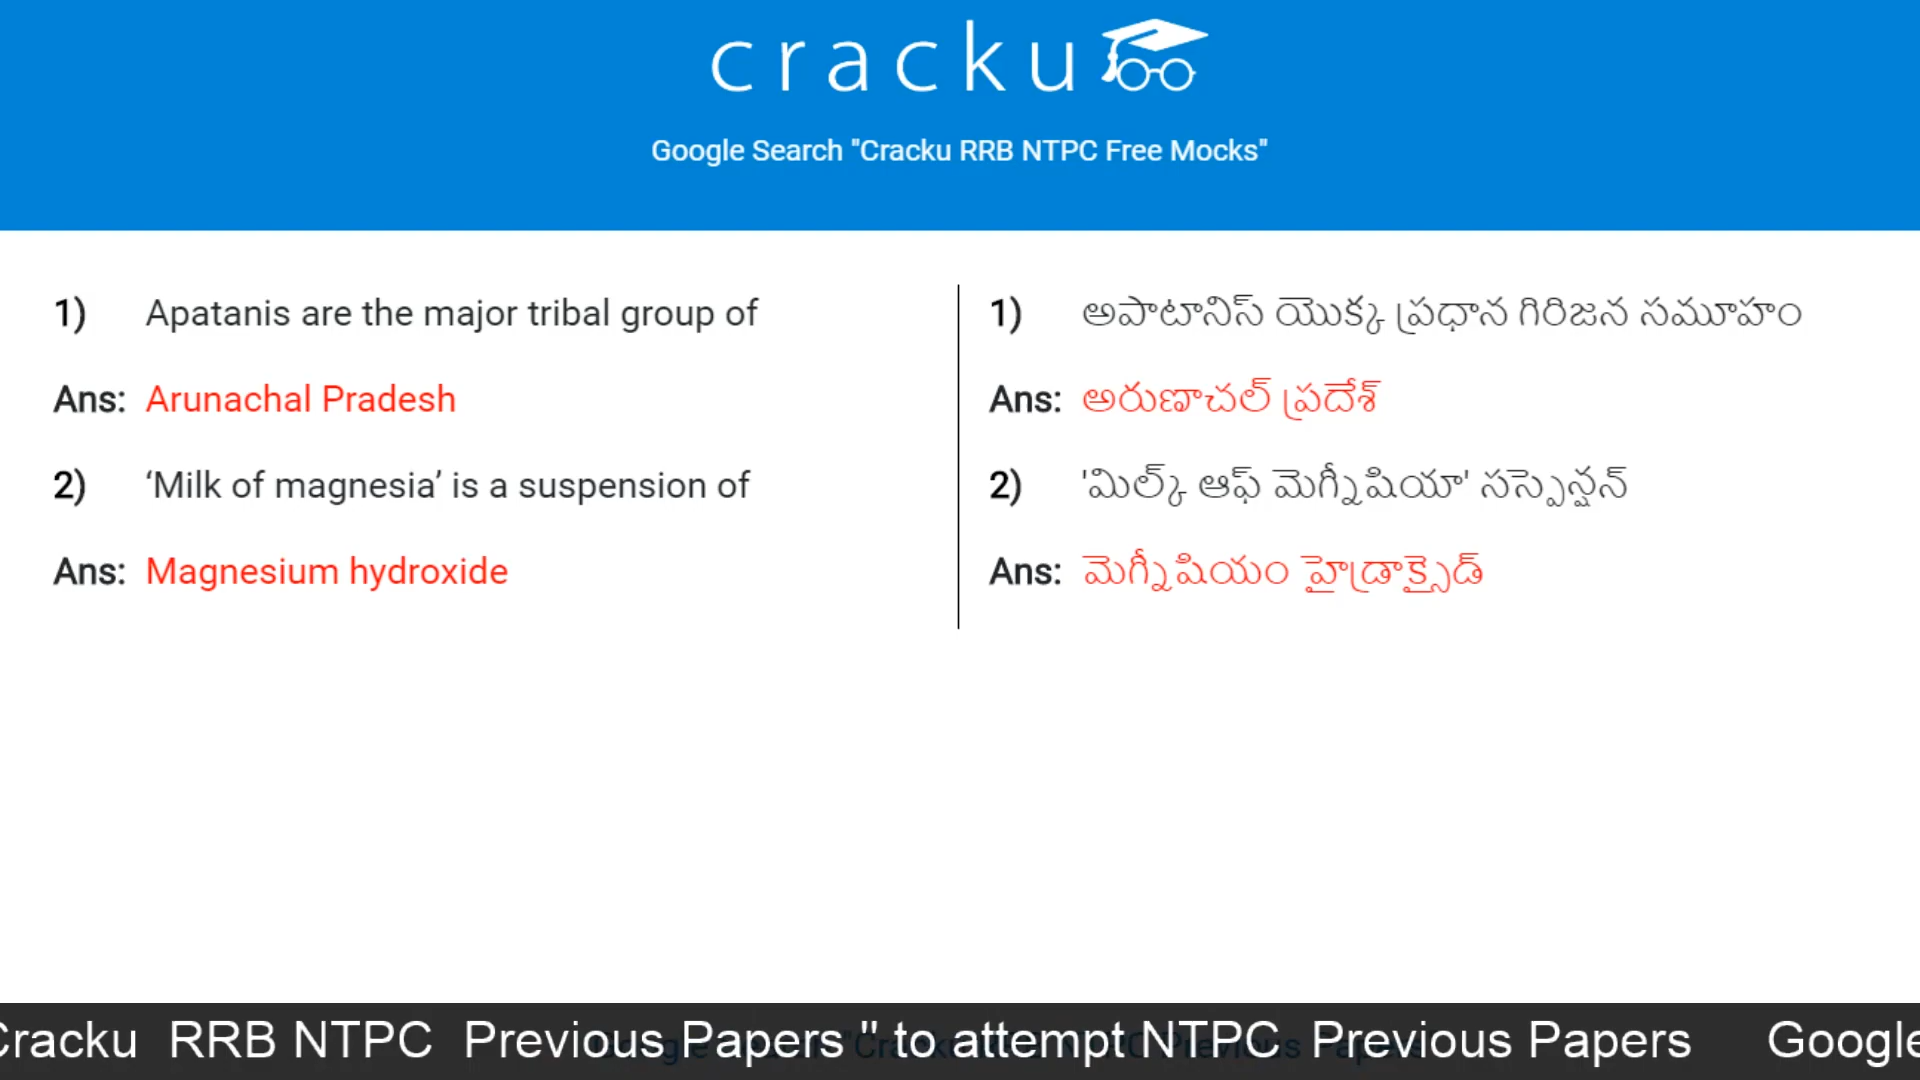 cracku
Google Search "Cracku RRB NTPC Free Mocks"
1) Apatanis are the major tribal group of
Ans: Arunachal Pradesh
2) ‘Milk of magnesia’ is a suspension of
Ans: Magnesium hydroxide
1) అపాటానిస్ యొక్క ప్రధాన గిరిజన సమూహం
Ans: అరుణాచల్ ప్రదేశ్
2) 'మిల్క్ ఆఫ్ మెగ్నీషియా' సస్పెన్షన్
Ans: మెగ్నీషియం హైడ్రాక్సైడ్
Cracku RRB NTPC Previous Papers " to attempt NTPC Previous Papers Google